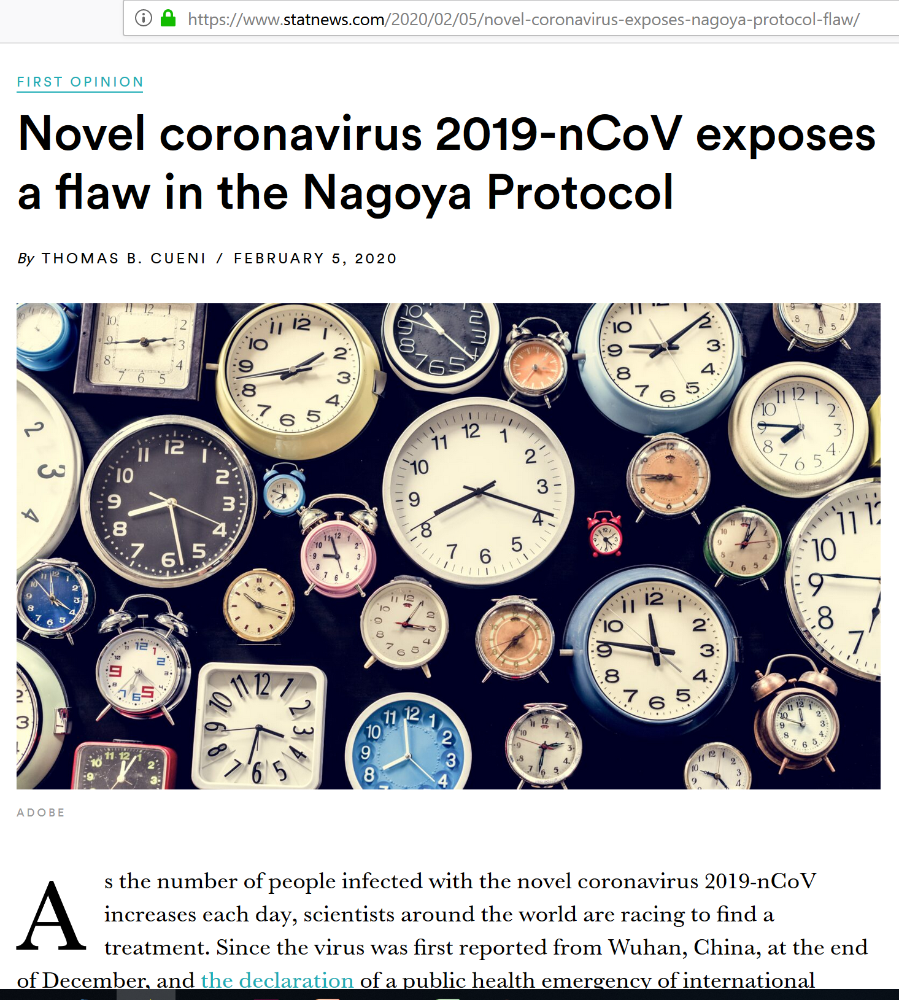 https://www.statnews.com/2020/02/05/novel-coronavirus-exposes-nagoya-protocol-flaw/
FIRST OPINION
Novel coronavirus 2019-nCoV exposes
a flaw in the Nagoya Protocol
By THOMAS B. CUENI / FEBRUARY 5, 2020
ADOBE
As the number of people infected with the novel coronavirus 2019-nCoV
increases each day, scientists around the world are racing to find a
treatment. Since the virus was first reported from Wuhan, China, at the end
of December, and the declaration of a public health emergency of international